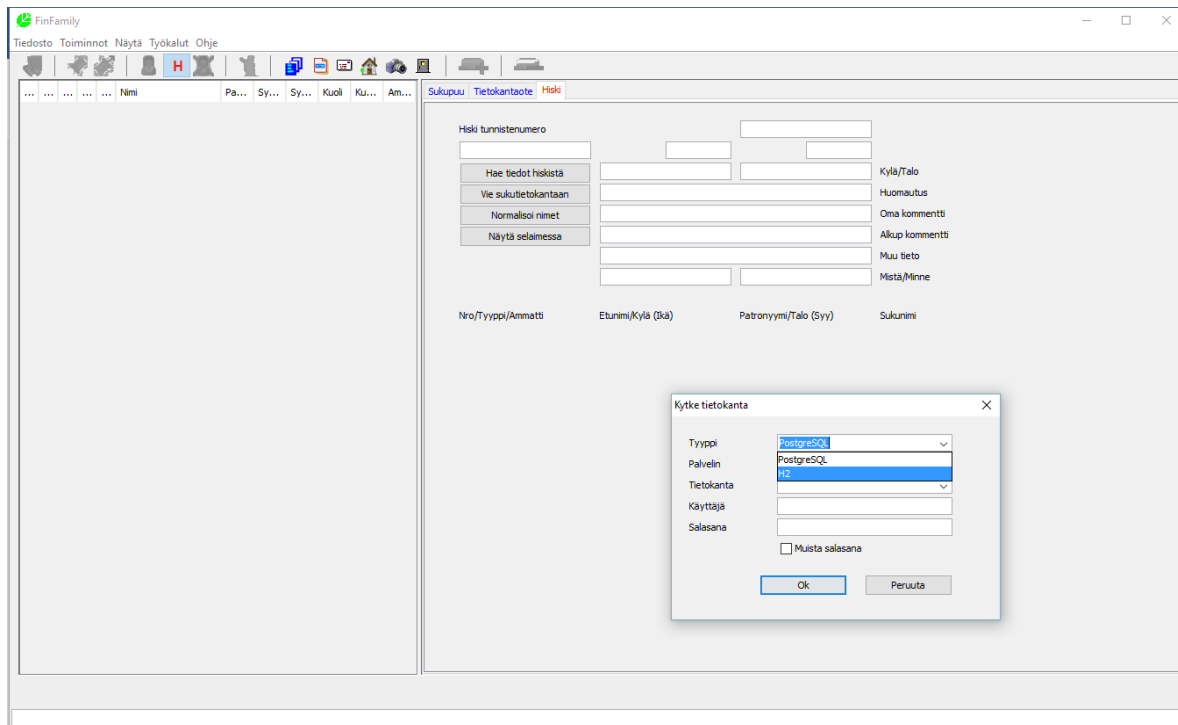 FinFamily
Tiedosto Toiminnot Näytä Työkalut Ohje
H
... ... ... ... ... Nimi Pa... Sy... Sy... Kuoli Ku... Am...
Sukupuu Tietokantaote Hiski
Hiski tunnistenumero
Hae tiedot hiskistä Kylä/Talo
Vie sukutietokantaan Huomautus
Normalisoi nimet Oma kommentti
Näytä selaimessa Alkup kommentti
Muu tieto
Mistä/Minne
Nro/Tyyppi/Ammatti Etunimi/Kylä (Ikä) Patronyymi/Talo (Syy) Sukunimi
Kytke tietokanta
Tyyppi PostgreSQL
Palvelin PostgreSQL
H2
Tietokanta
Käyttäjä
Salasana
Muista salasana
Ok Peruuta